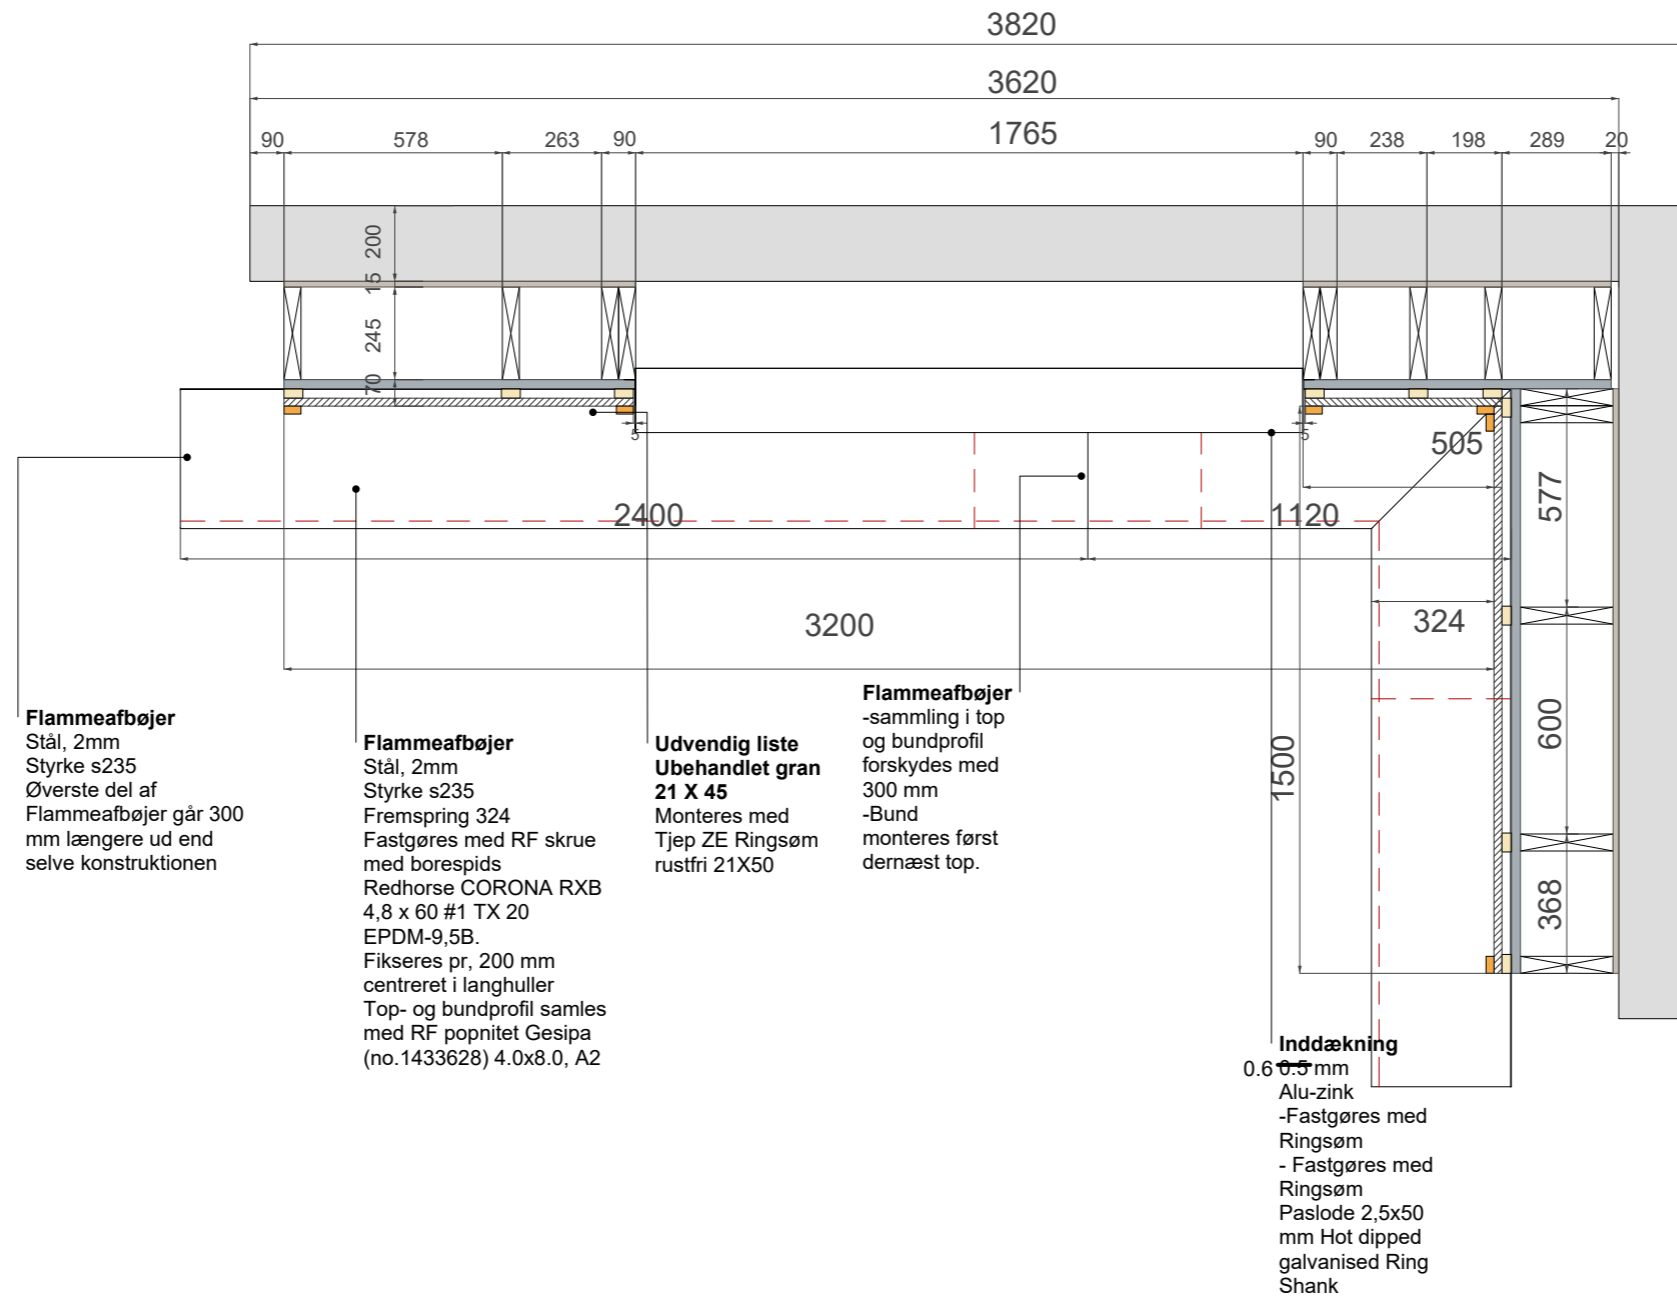 3820
3620
90 578 263 90 1765 90 238 198 289 20
200
15
245
70
5
5
505
577
2400
1120
324
3200
600
1500
368
Flammeafbøjer
Stål, 2mm
Styrke s235
Øverste del af
Flammeafbøjer går 300
mm længere ud end
selve konstruktionen
Flammeafbøjer
Stål, 2mm
Styrke s235
Fremspring 324
Fastgøres med RF skrue
med borespids
Redhorse CORONA RXB
4,8 x 60 #1 TX 20
EPDM-9,5B.
Fikseres pr, 200 mm
centreret i langhuller
Top- og bundprofil samles
med RF popnitet Gesipa
(no.1433628) 4.0x8.0, A2
Udvendig liste
Ubehandlet gran
21 X 45
Monteres med
Tjep ZE Ringsøm
rustfri 21X50
Flammeafbøjer
-sammling i top
og bundprofil
forskydes med
300 mm
-Bund
monteres først
dernæst top.
Inddækning
0.6 0.5 mm
Alu-zink
-Fastgøres med
Ringsøm
- Fastgøres med
Ringsøm
Paslode 2,5x50
mm Hot dipped
galvanised Ring
Shank